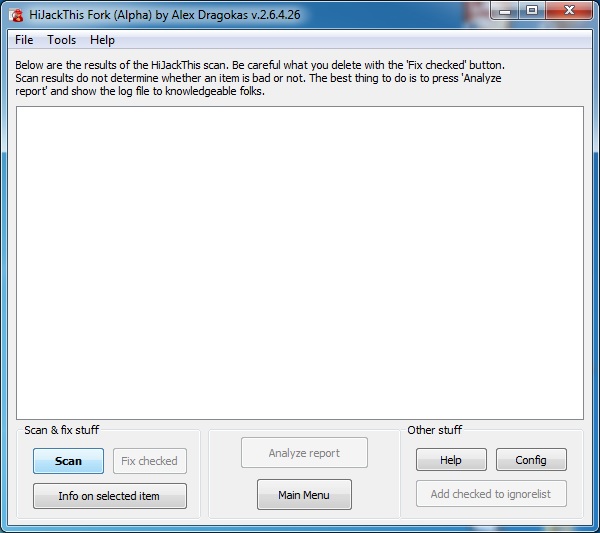 HiJackThis Fork (Alpha) by Alex Dragokas v.2.6.4.26
File Tools Help
Below are the results of the HiJackThis scan. Be careful what you delete with the 'Fix checked' button.
Scan results do not determine whether an item is bad or not. The best thing to do is to press 'Analyze
report' and show the log file to knowledgeable folks.
Scan & fix stuff
Scan
Fix checked
Info on selected item
Analyze report
Main Menu
Other stuff
Help
Config
Add checked to ignorelist